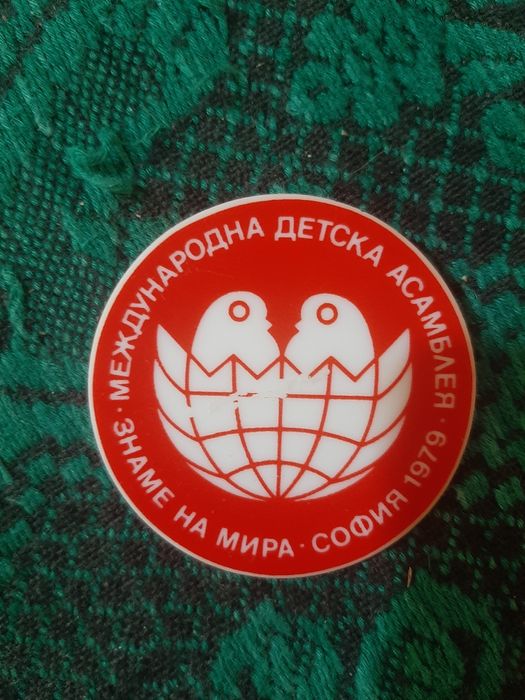 · МЕЖДУНАРОДНА ДЕТСКА АСАМБЛЕЯ ·
ЗНАМЕ НА МИРА · СОФИЯ 1979